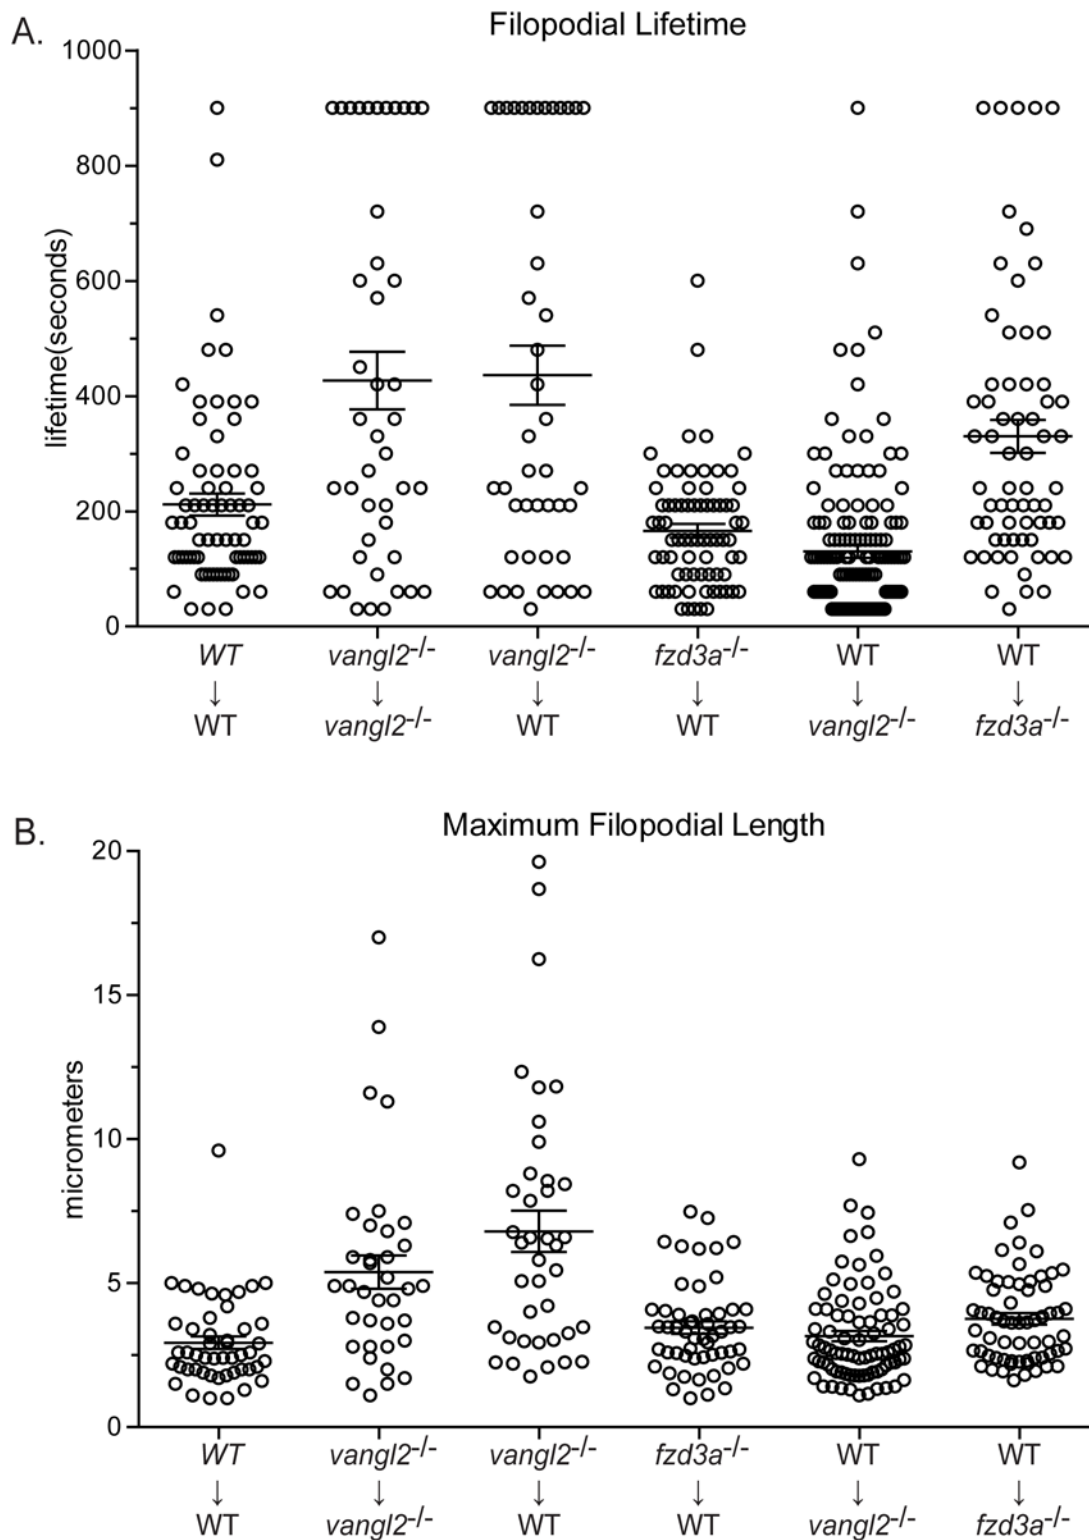 A.
Filopodial Lifetime
1000
800
600
400
200
0
lifetime(seconds)
WT vangl2-/- vangl2-/- fzd3a-/- WT WT
↓ ↓ ↓ ↓ ↓ ↓
WT vangl2-/- WT WT vangl2-/- fzd3a-/-
B.
Maximum Filopodial Length
20
15
10
5
0
micrometers
WT vangl2-/- vangl2-/- fzd3a-/- WT WT
↓ ↓ ↓ ↓ ↓ ↓
WT vangl2-/- WT WT vangl2-/- fzd3a-/-